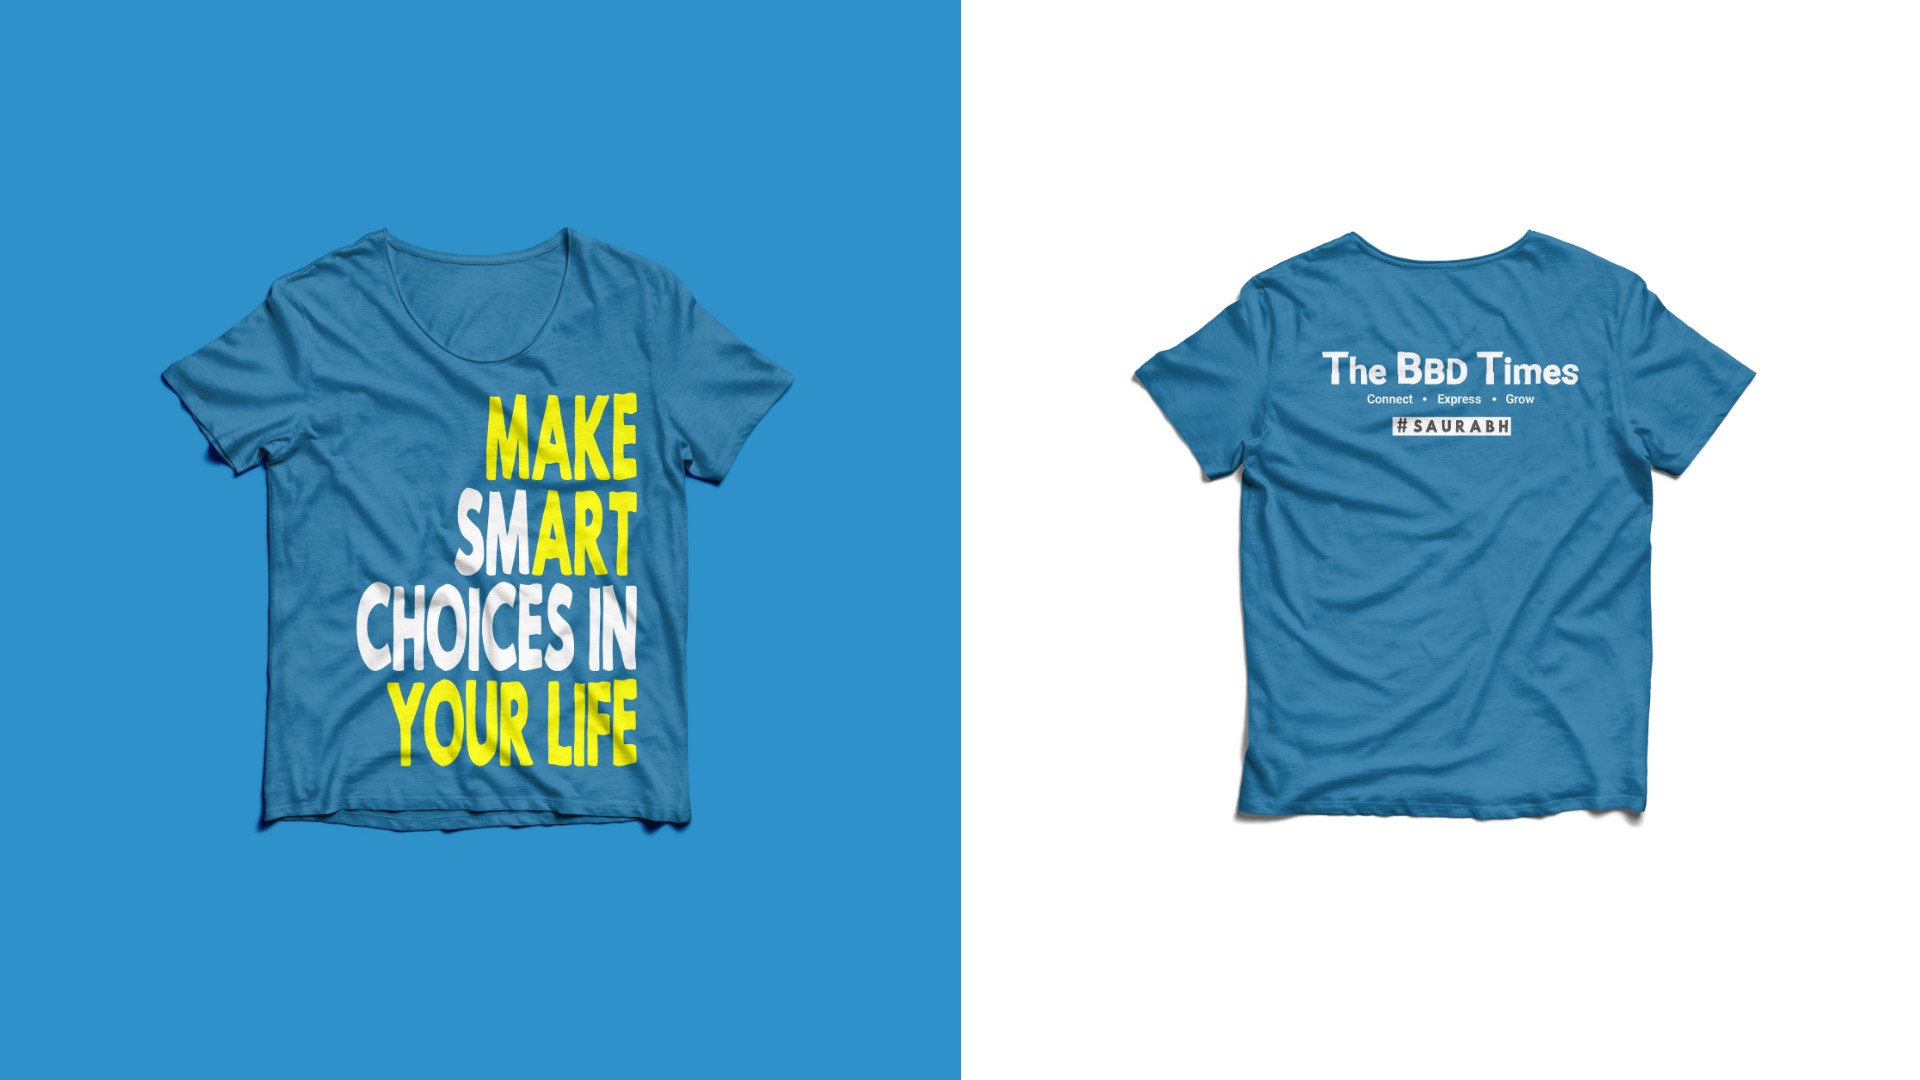 MAKE
SMART
CHOICES IN
YOUR LIFE
The BBD Times
Connect • Express • Grow
#SAURABH